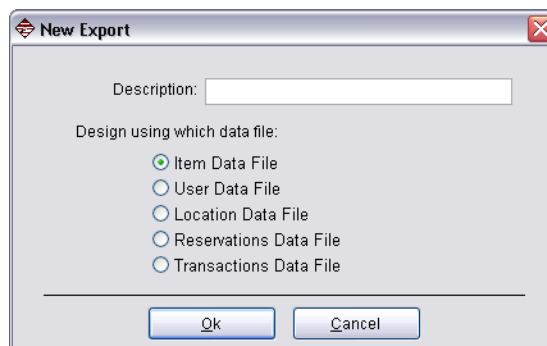 New Export
Description:
Design using which data file:
Item Data File
User Data File
Location Data File
Reservations Data File
Transactions Data File
Ok Cancel